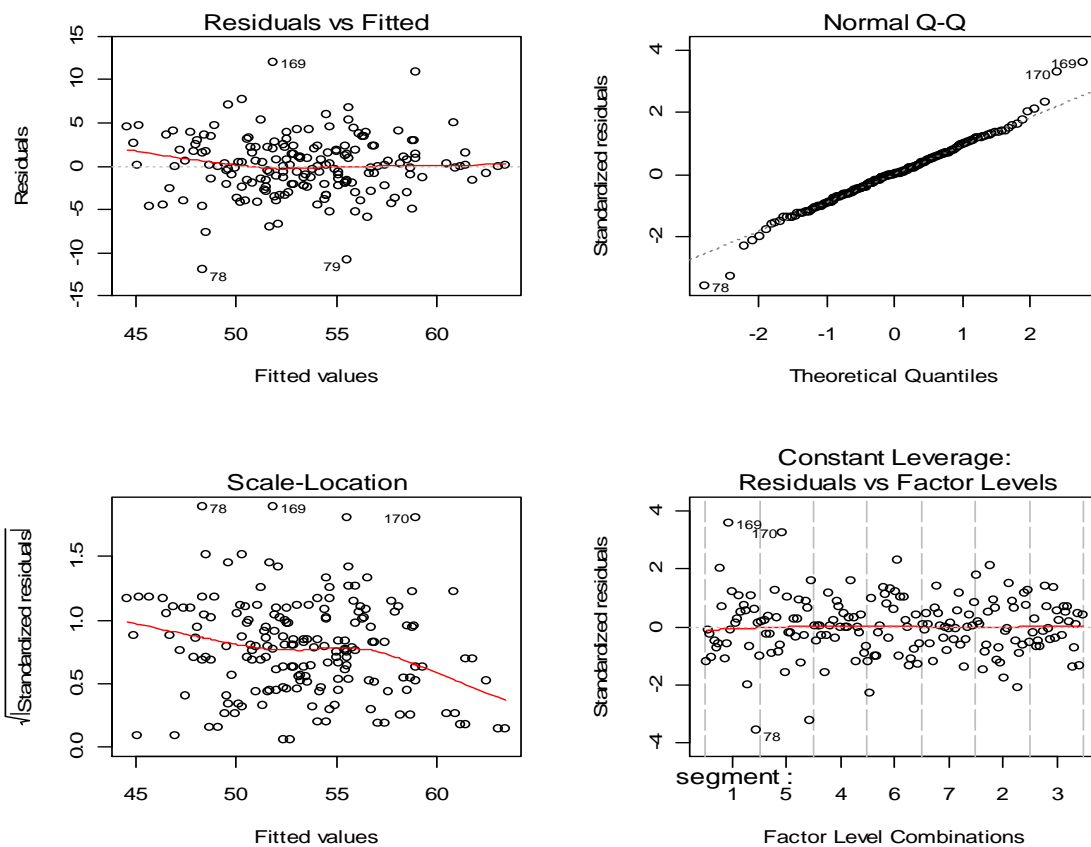 Residuals vs Fitted
Residuals
15
10
5
0
-5
-10
-15
169
78
79
45 50 55 60
Fitted values
Normal Q-Q
Standardized residuals
4
2
0
-2
169
170
78
-2 -1 0 1 2
Theoretical Quantiles
Scale-Location
√|Standardized residuals|
1.5
1.0
0.5
0.0
78
169
170
45 50 55 60
Fitted values
Constant Leverage:
Residuals vs Factor Levels
Standardized residuals
4
2
0
-2
-4
169
170
78
segment :
1 5 4 6 7 2 3
Factor Level Combinations